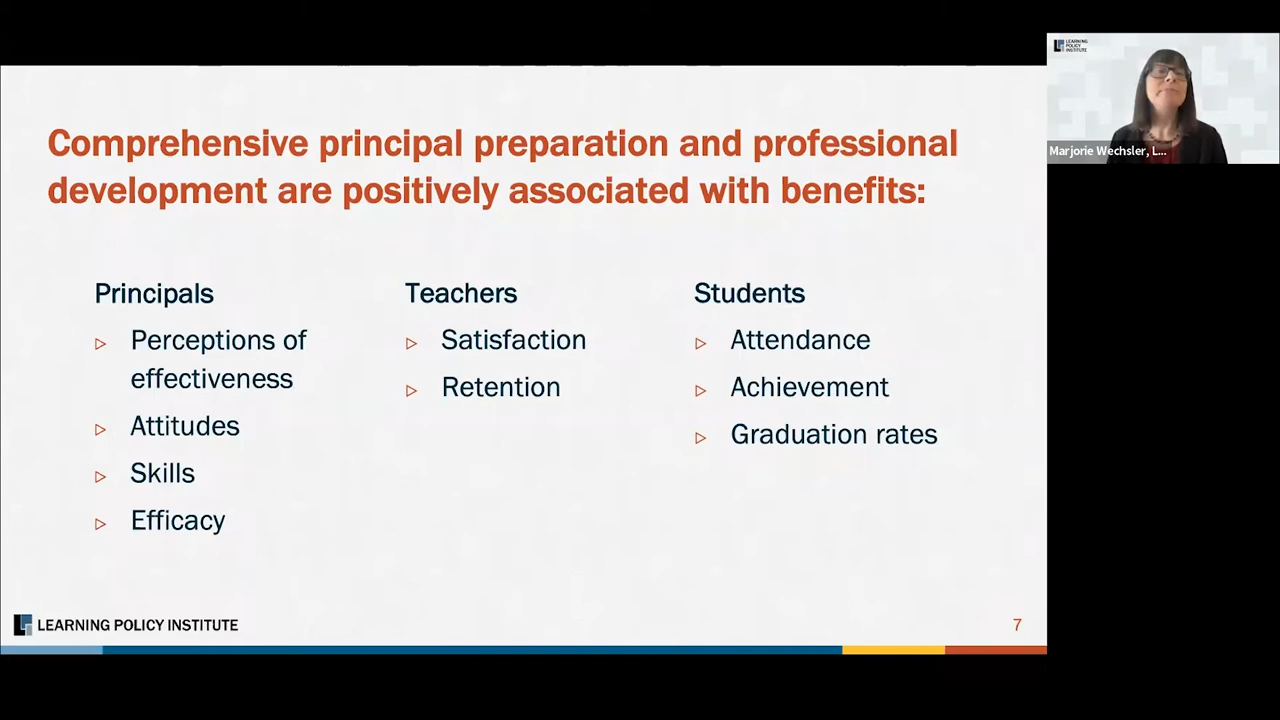 Comprehensive principal preparation and professional
development are positively associated with benefits:
Principals
Perceptions of
effectiveness
Attitudes
Skills
Efficacy
Teachers
Satisfaction
Retention
Students
Attendance
Achievement
Graduation rates
LEARNING POLICY INSTITUTE
7
LEARNING
POLICY
INSTITUTE
Marjorie Wechsler, L...